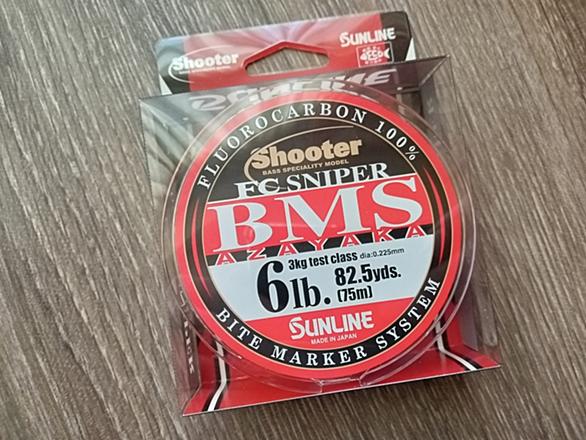 Shooter
SUNLINE
FLUOROCARBON 100%
Shooter
BASS SPECIALITY MODEL
FC SNIPER
BMS
AZAYAKA
3kg test class dia:0.225mm
6lb. 82.5yds.
(75m)
SUNLINE
MADE IN JAPAN
BITE MARKER SYSTEM